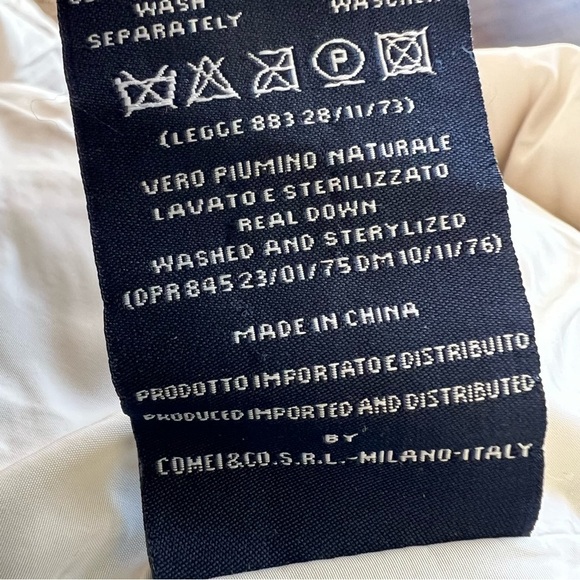 WASH
SEPARATELY
P
(LEGGE 883 28/11/73)
VERO PIUMINO NATURALE
LAVATO E STERILIZZATO
REAL DOWN
WASHED AND STERYLIZED
(DPR 845 23/01/75 DM 10/11/76)
MADE IN CHINA
PRODOTTO IMPORTATO E DISTRIBUITO
PRODUCED IMPORTED AND DISTRIBUTED
BY
COMEI&CO.S.R.L.-MILANO-ITALY